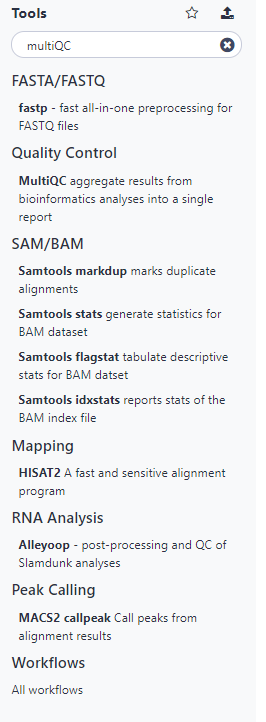 Tools
multiQC
FASTA/FASTQ
fastp - fast all-in-one preprocessing for
FASTQ files
Quality Control
MultiQC aggregate results from
bioinformatics analyses into a single
report
SAM/BAM
Samtools markdup marks duplicate
alignments
Samtools stats generate statistics for
BAM dataset
Samtools flagstat tabulate descriptive
stats for BAM datset
Samtools idxstats reports stats of the
BAM index file
Mapping
HISAT2 A fast and sensitive alignment
program
RNA Analysis
Alleyoop - post-processing and QC of
Slamdunk analyses
Peak Calling
MACS2 callpeak Call peaks from
alignment results
Workflows
All workflows